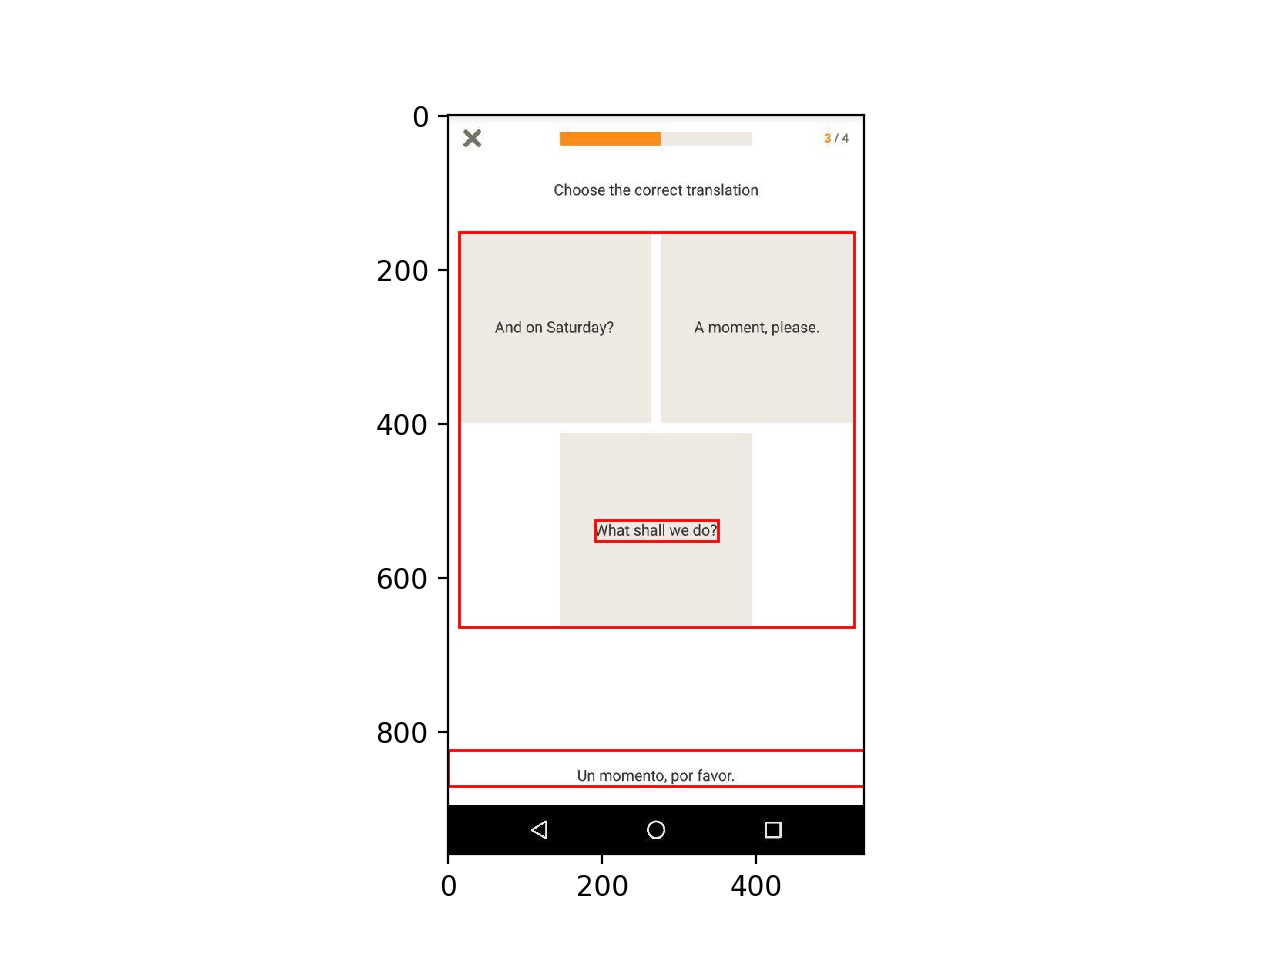 0
200
400
600
800
3 / 4
Choose the correct translation
And on Saturday?
A moment, please.
What shall we do?
Un momento, por favor.
0
200
400